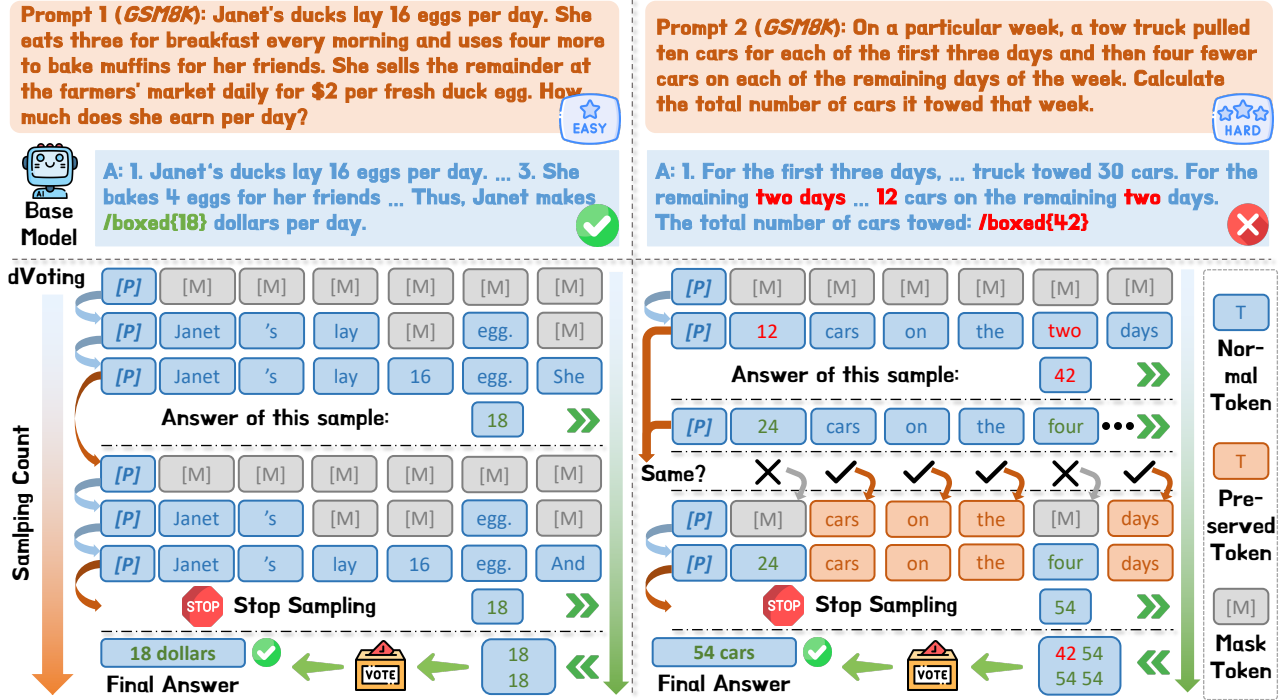 Prompt 1 (GSM8K): Janet's ducks lay 16 eggs per day. She
eats three for breakfast every morning and uses four more
to bake muffins for her friends. She sells the remainder at
the farmers' market daily for $2 per fresh duck egg. How
much does she earn per day?
EASY
Prompt 2 (GSM8K): On a particular week, a tow truck pulled
ten cars for each of the first three days and then four fewer
cars on each of the remaining days of the week. Calculate
the total number of cars it towed that week.
HARD
AI
Base
Model
A: 1. Janet's ducks lay 16 eggs per day. ... 3. She
bakes 4 eggs for her friends ... Thus, Janet makes
/boxed{18} dollars per day.
A: 1. For the first three days, ... truck towed 30 cars. For the
remaining two days ... 12 cars on the remaining two days.
The total number of cars towed: /boxed{42}
dVoting
Sampling Count
[P] [M] [M] [M] [M] [M] [M]
[P] Janet 's lay [M] egg. [M]
[P] Janet 's lay 16 egg. She
Answer of this sample: 18
[P] [M] [M] [M] [M] [M] [M]
[P] Janet 's [M] [M] egg. [M]
[P] Janet 's lay 16 egg. And
STOP Stop Sampling 18
18 dollars
Final Answer
VOTE
18
18
[P] [M] [M] [M] [M] [M] [M]
[P] 12 cars on the two days
Answer of this sample: 42
[P] 24 cars on the four •••
Same?
[P] [M] cars on the [M] days
[P] 24 cars on the four days
STOP Stop Sampling 54
54 cars
Final Answer
VOTE
42 54
54 54
T
Nor-
mal
Token
T
Pre-
served
Token
[M]
Mask
Token